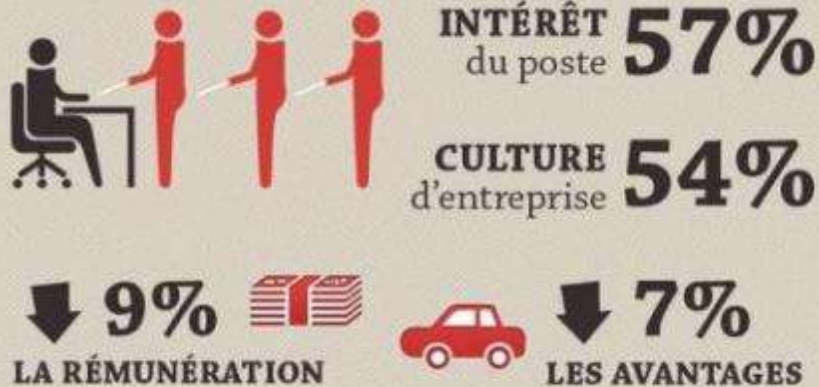 INTÉRÊT
du poste 57%
CULTURE
d'entreprise 54%
9%
LA RÉMUNÉRATION
7%
LES AVANTAGES